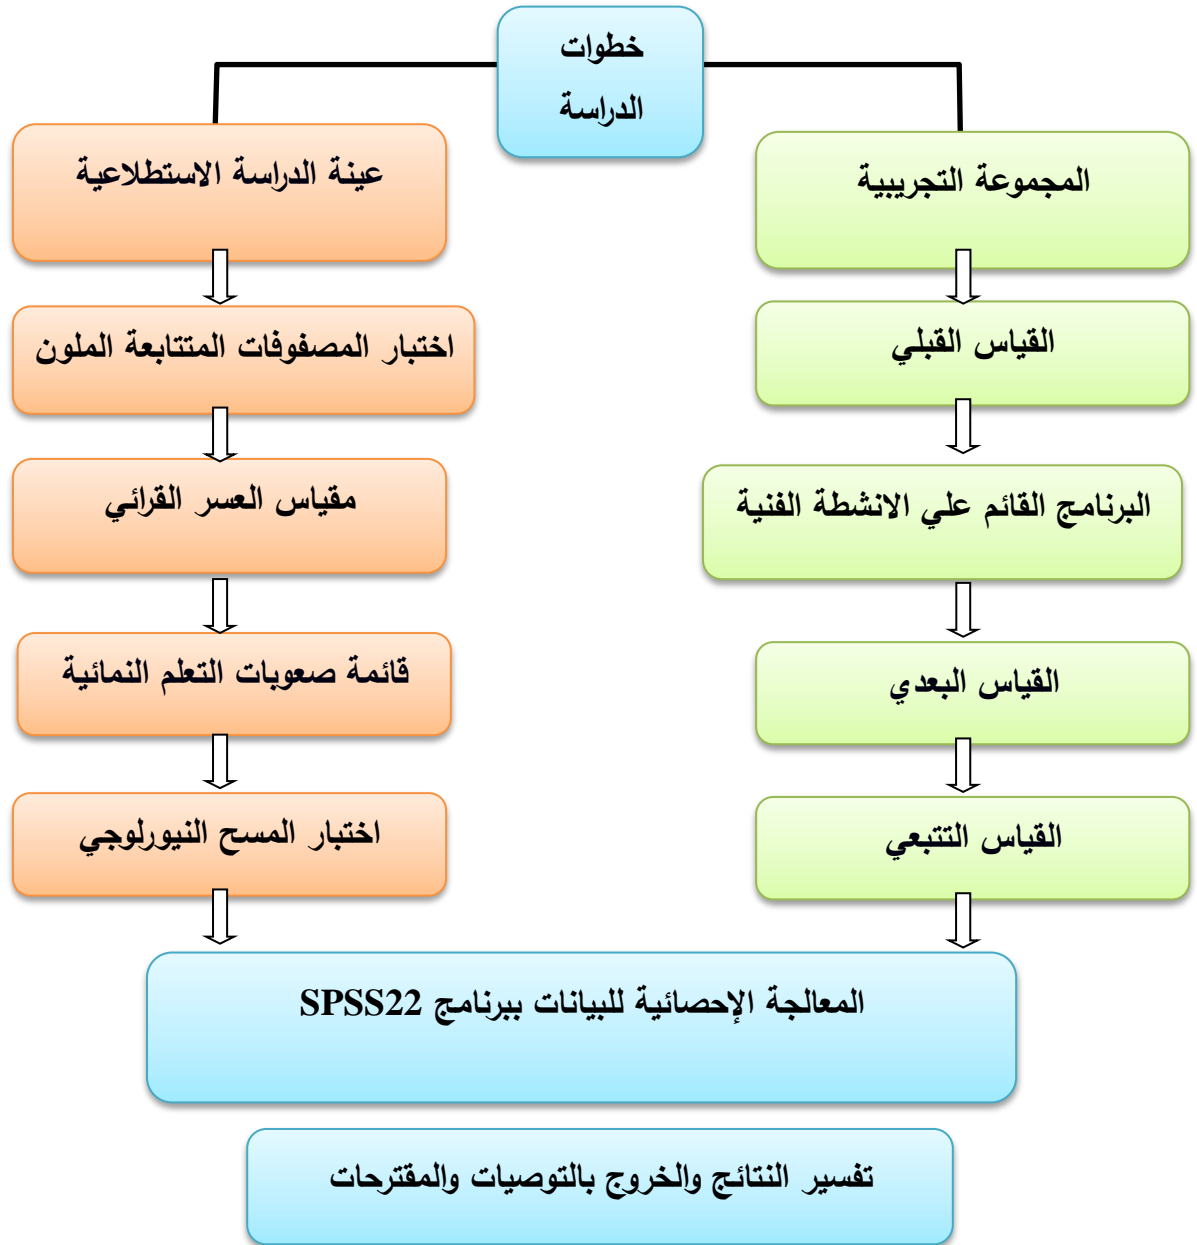 خطوات
الدراسة
المجموعة التجريبية
عينة الدراسة الاستطلاعية
القياس القبلي
اختبار المصفوفات المتتابعة الملون
البرنامج القائم علي الانشطة الفنية
مقياس العسر القرائي
القياس البعدي
قائمة صعوبات التعلم النمائية
القياس التتبعي
اختبار المسح النيورلوجي
المعالجة الإحصائية للبيانات ببرنامج SPSS22
تفسير النتائج والخروج بالتوصيات والمقترحات